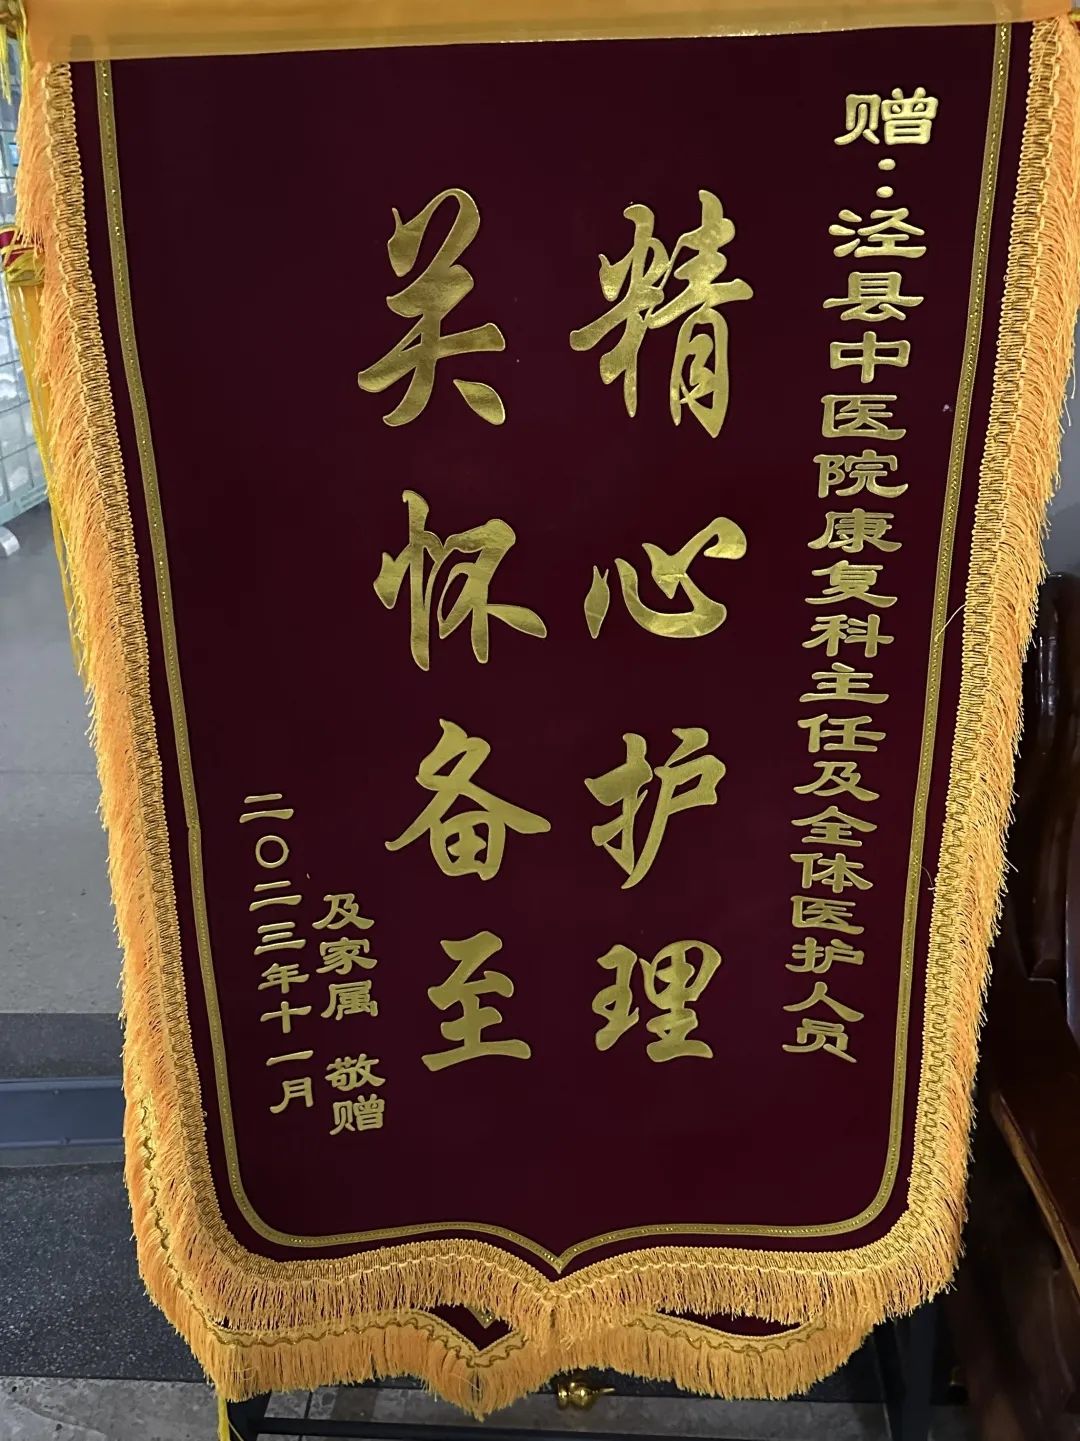 赠：泾县中医院康复科主任及全体医护人员
精心护理
关怀备至
及家属 敬赠
二〇二三年十一月